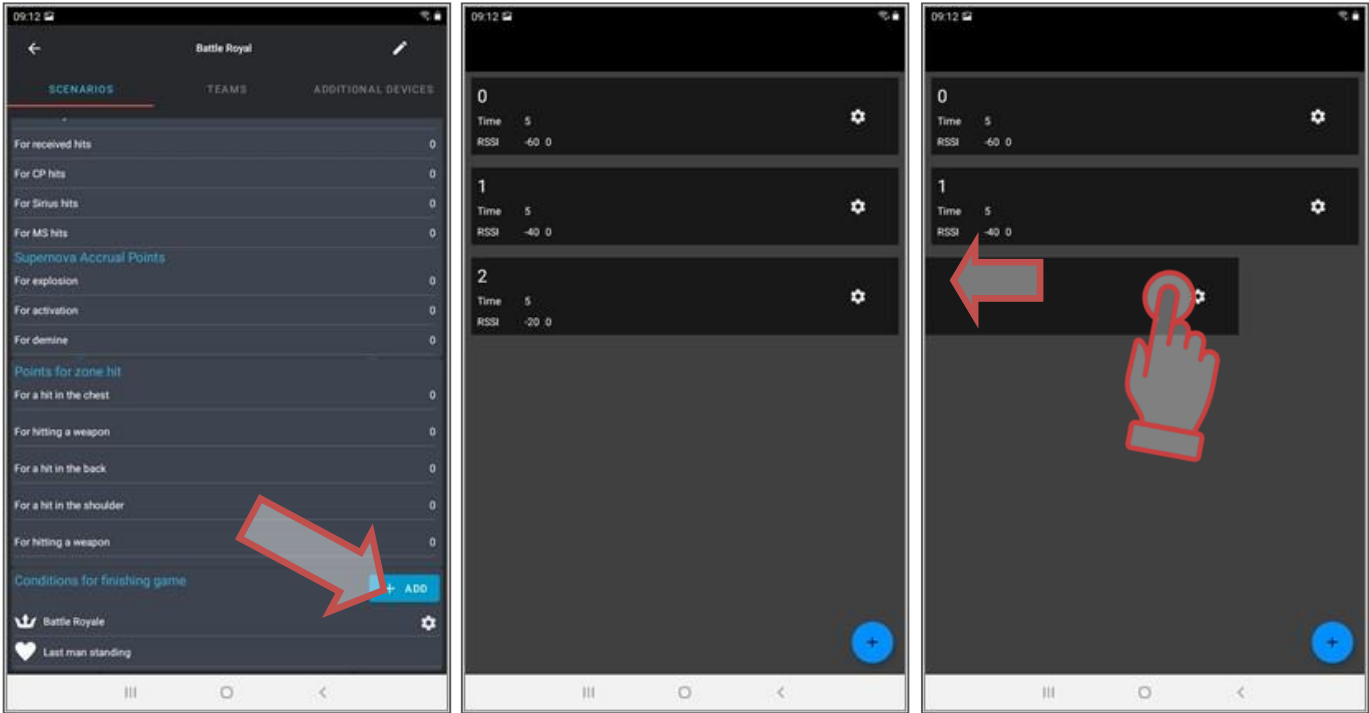 09:12
Battle Royal
SCENARIOS TEAMS ADDITIONAL DEVICES
For received hits 0
For CP hits 0
For Sirius hits 0
For MS hits 0
Supernova Accrual Points
For explosion 0
For activation 0
For demine 0
Points for zone hit
For a hit in the chest 0
For hitting a weapon 0
For a hit in the back 0
For a hit in the shoulder 0
For hitting a weapon 0
Conditions for finishing game
+ ADD
Battle Royale
Last man standing
09:12
0
Time 5
RSSI -60 0
1
Time 5
RSSI -40 0
2
Time 5
RSSI -20 0
+
09:12
0
Time 5
RSSI -60 0
1
Time 5
RSSI -40 0
+